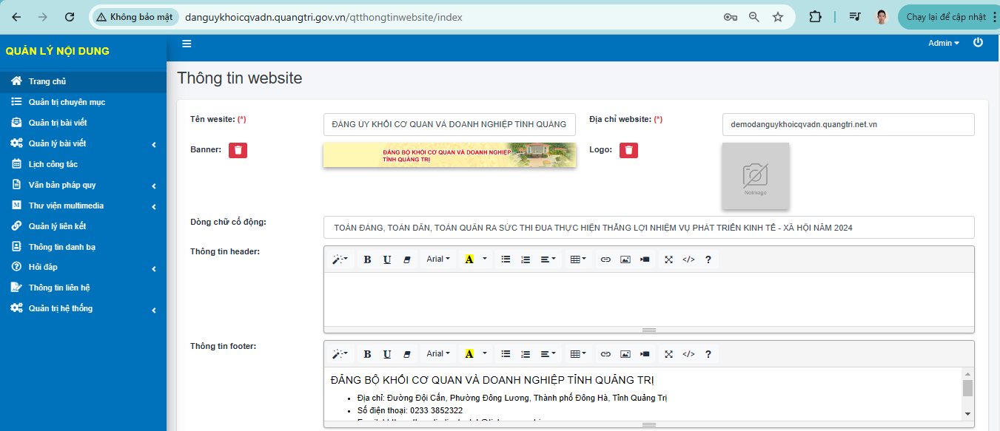 Không bảo mật
danguykhoicqvadn.quangtri.gov.vn/qtthongtinwebsite/index
Chạy lại để cập nhật
QUẢN LÝ NỘI DUNG
Admin
Trang chủ
Quản trị chuyên mục
Quản trị bài viết
Quản lý bài viết
Lịch công tác
Văn bản pháp quy
Thư viện multimedia
Quản lý liên kết
Thông tin danh bạ
Hỏi đáp
Thông tin liên hệ
Quản trị hệ thống
Thông tin website
Tên wesite: (*)
ĐẢNG ỦY KHỐI CƠ QUAN VÀ DOANH NGHIỆP TỈNH QUẢNG
Địa chỉ website: (*)
demodanguykhoicqvadn.quangtri.net.vn
Banner:
ĐẢNG BỘ KHỐI CƠ QUAN VÀ DOANH NGHIỆP
TỈNH QUẢNG TRỊ
Logo:
NoImage
Dòng chữ cổ động:
TOÀN ĐẢNG, TOÀN DÂN, TOÀN QUÂN RA SỨC THI ĐUA THỰC HIỆN THẮNG LỢI NHIỆM VỤ PHÁT TRIỂN KINH TẾ - XÃ HỘI NĂM 2024
Thông tin header:
B U Arial A </> ?
Thông tin footer:
B U Arial A </> ?
ĐẢNG BỘ KHỐI CƠ QUAN VÀ DOANH NGHIỆP TỈNH QUẢNG TRỊ
Địa chỉ: Đường Đội Cấn, Phường Đông Lương, Thành phố Đông Hà, Tỉnh Quảng Trị
Số điện thoại: 0233 3852322